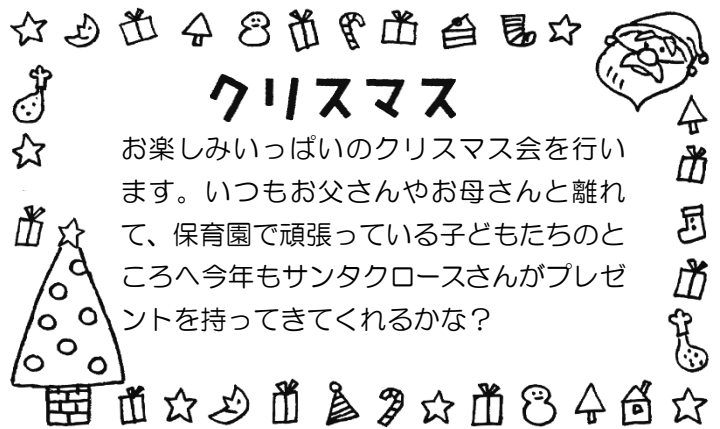 クリスマス
お楽しみいっぱいのクリスマス会を行い
ます。いつもお父さんやお母さんと離れ
て、保育園で頑張っている子どもたちのと
ころへ今年もサンタクロースさんがプレゼ
ントを持ってきてくれるかな？